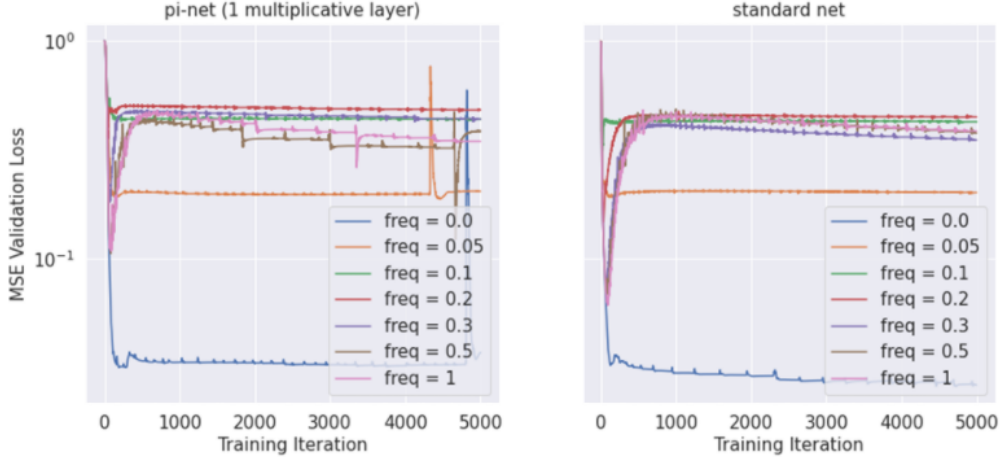 pi-net (1 multiplicative layer)
standard net
MSE Validation Loss
10⁰
10⁻¹
freq = 0.0
freq = 0.05
freq = 0.1
freq = 0.2
freq = 0.3
freq = 0.5
freq = 1
0 1000 2000 3000 4000 5000
Training Iteration
freq = 0.0
freq = 0.05
freq = 0.1
freq = 0.2
freq = 0.3
freq = 0.5
freq = 1
0 1000 2000 3000 4000 5000
Training Iteration